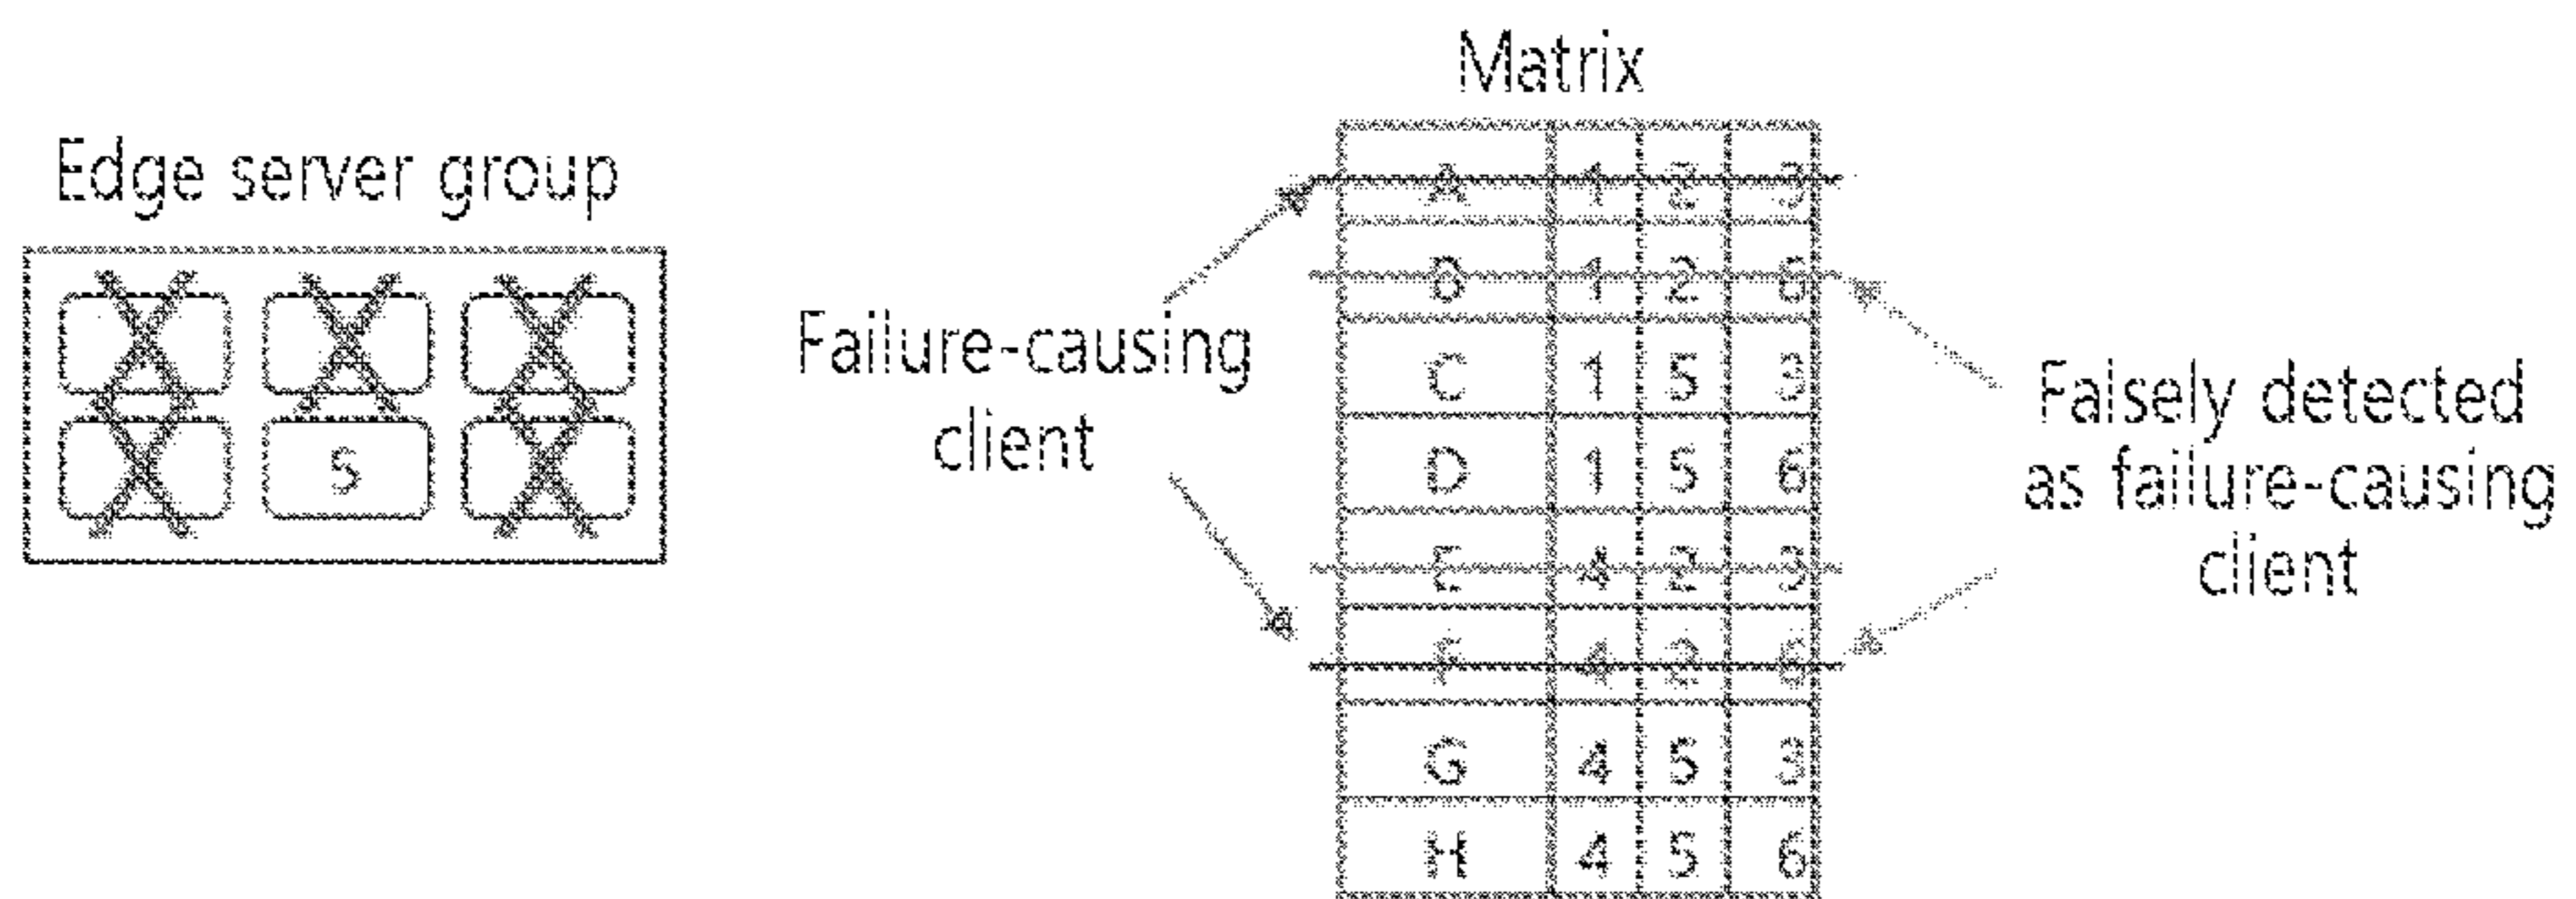 Matrix
Edge server group
5
Failure-causing
client
A 1 2 3
B 1 2 6
C 1 5 3
D 1 5 6
E 4 2 3
F 4 2 6
G 4 5 3
H 4 5 6
Falsely detected
as failure-causing
client